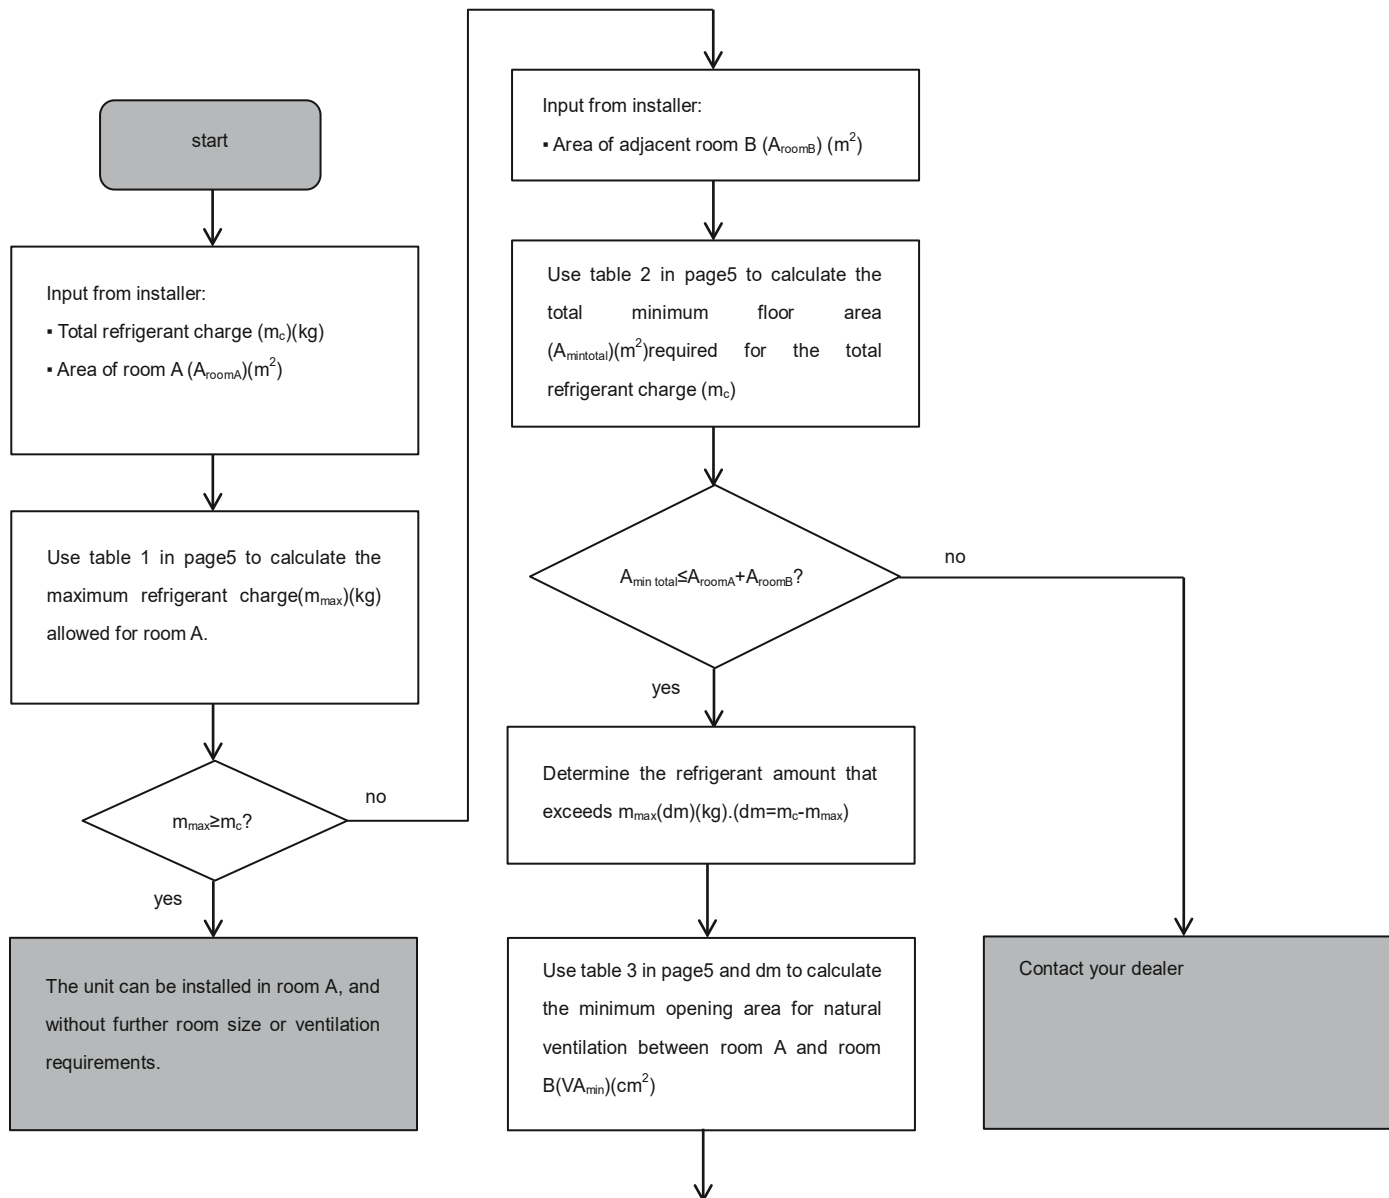 start
Input from installer:
▪ Total refrigerant charge (mc)(kg)
▪ Area of room A (AroomA)(m²)
Use table 1 in page5 to calculate the
maximum refrigerant charge(mmax)(kg)
allowed for room A.
mmax≥mc?
no
yes
The unit can be installed in room A, and
without further room size or ventilation
requirements.
Input from installer:
▪ Area of adjacent room B (AroomB) (m²)
Use table 2 in page5 to calculate the
total minimum floor area
(Amintotal)(m²)required for the total
refrigerant charge (mc)
Amin total≤AroomA+AroomB?
no
yes
Determine the refrigerant amount that
exceeds mmax(dm)(kg).(dm=mc-mmax)
Use table 3 in page5 and dm to calculate
the minimum opening area for natural
ventilation between room A and room
B(VAmin)(cm²)
Contact your dealer